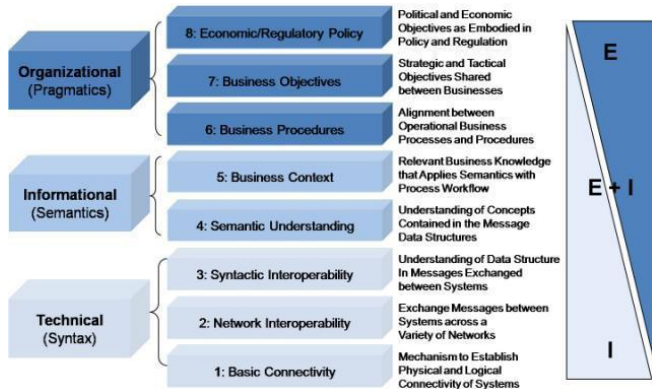 8: Economic/Regulatory Policy
Political and Economic
Objectives as Embodied in
Policy and Regulation
Organizational
(Pragmatics)
7: Business Objectives
Strategic and Tactical
Objectives Shared
between Businesses
6: Business Procedures
Alignment between
Operational Business
Processes and Procedures
Informational
(Semantics)
5: Business Context
Relevant Business Knowledge
that Applies Semantics with
Process Workflow
4: Semantic Understanding
Understanding of Concepts
Contained in the Message
Data Structures
Technical
(Syntax)
3: Syntactic Interoperability
Understanding of Data Structure
In Messages Exchanged
between Systems
2: Network Interoperability
Exchange Messages between
Systems across a
Variety of Networks
1: Basic Connectivity
Mechanism to Establish
Physical and Logical
Connectivity of Systems
E
E + I
I